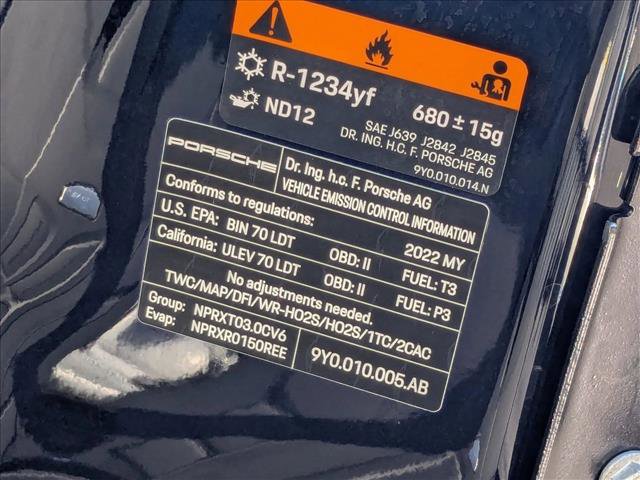 R-1234yf 680 ± 15g
ND12
SAE J639 J2842 J2845
DR. ING. H.C. F. PORSCHE AG
9Y0.010.014.N
PORSCHE
Dr. Ing. h.c. F. Porsche AG
VEHICLE EMISSION CONTROL INFORMATION
Conforms to regulations: 2022 MY
U.S. EPA: BIN 70 LDT OBD: II FUEL: T3
California: ULEV 70 LDT OBD: II FUEL: P3
No adjustments needed.
TWC/MAP/DFI/WR-HO2S/HO2S/1TC/2CAC
Group: NPRXT03.0CV6
Evap: NPRXR0150REE
9Y0.010.005.AB